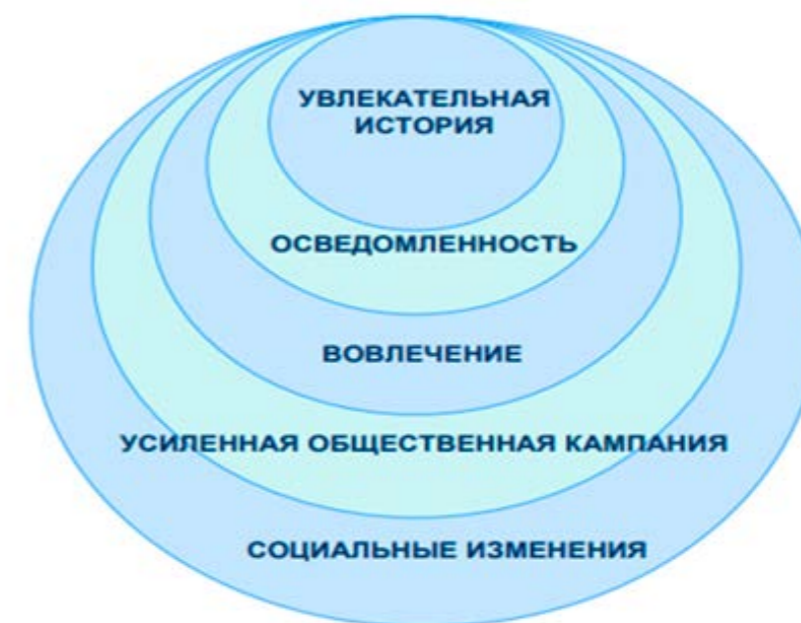 УВЛЕКАТЕЛЬНАЯ
ИСТОРИЯ
ОСВЕДОМЛЕННОСТЬ
ВОВЛЕЧЕНИЕ
УСИЛЕННАЯ ОБЩЕСТВЕННАЯ КАМПАНИЯ
СОЦИАЛЬНЫЕ ИЗМЕНЕНИЯ